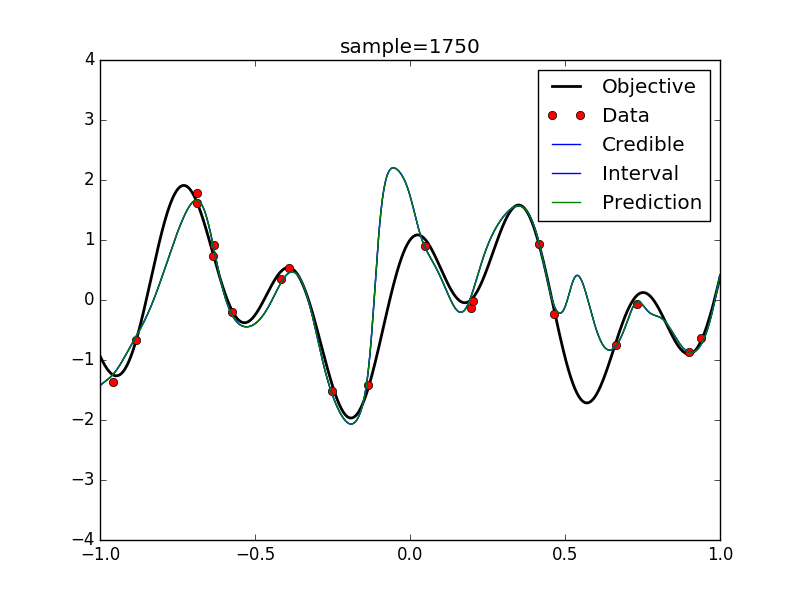 sample=1750
4
3
2
1
0
−1
−2
−3
−4
−1.0
−0.5
0.0
0.5
1.0
Objective
Data
Credible
Interval
Prediction